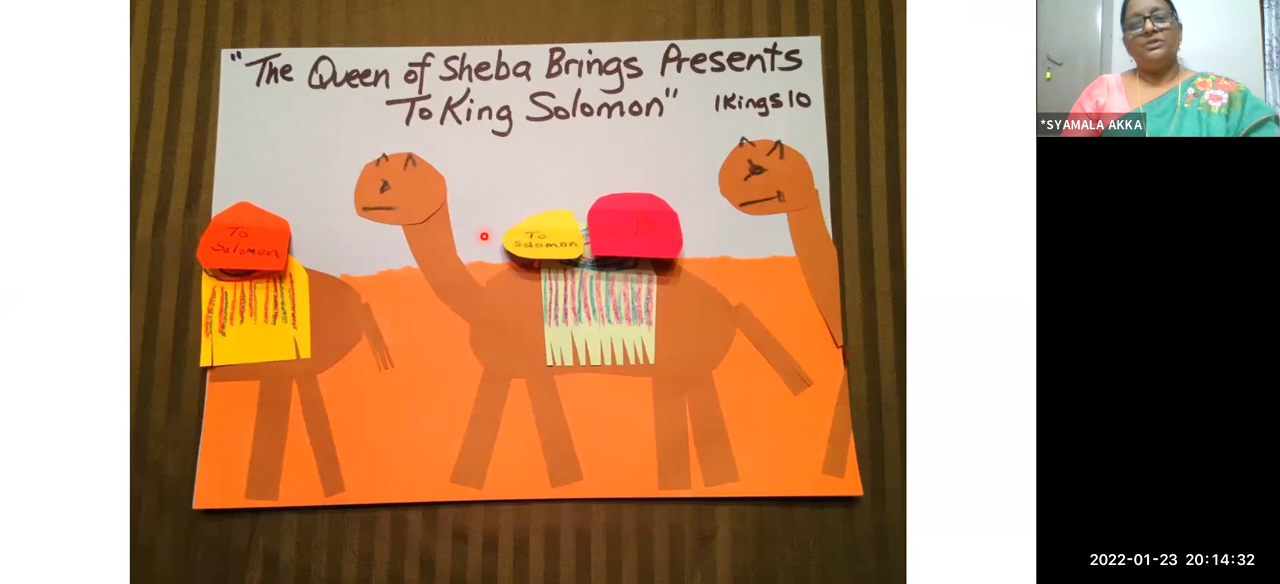 "The Queen of Sheba Brings Presents
To King Solomon" 1Kings10
To
Solomon
To
Solomon
*SYAMALA AKKA
2022-01-23 20:14:32